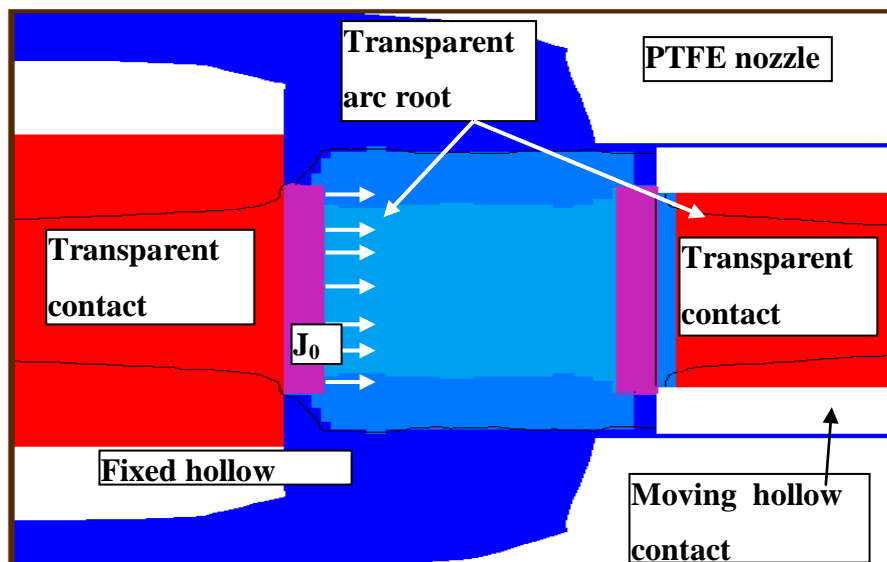 Transparent
arc root
PTFE nozzle
Transparent
contact
Transparent
contact
J₀
Fixed hollow
Moving hollow
contact